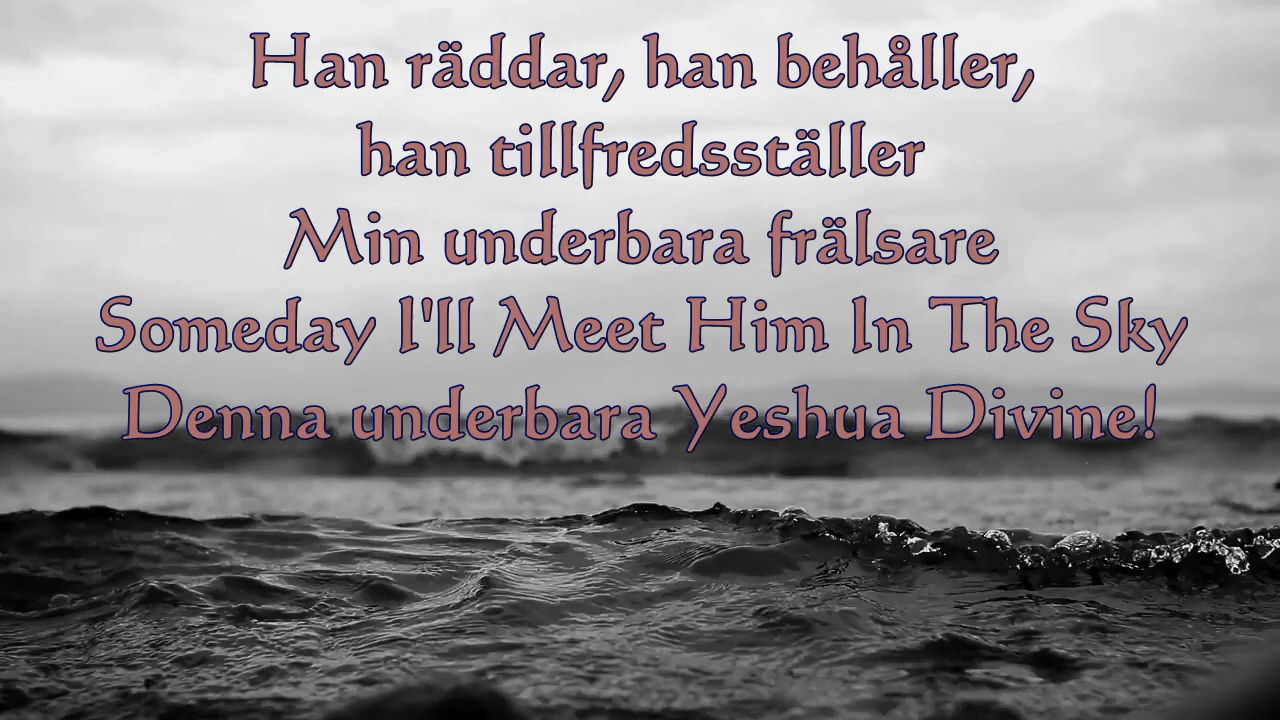 Han räddar, han behåller,
han tillfredsställer
Min underbara frälsare
Someday I'll Meet Him In The Sky
Denna underbara Yeshua Divine!